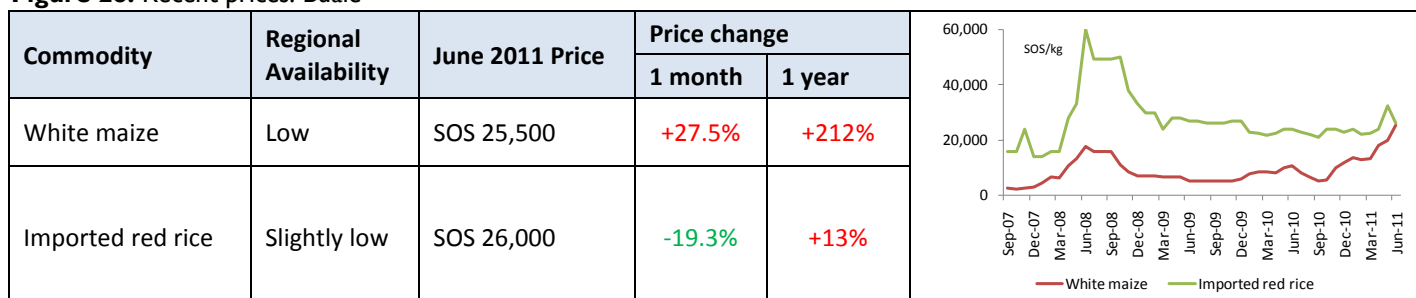 Figure Recent prices: Buale
Commodity
Regional
Availability
June 2011 Price
Price change
1 month
1 year
White maize
Low
SOS 25,500
+27.5%
+212%
Imported red rice
Slightly low
SOS 26,000
-19.3%
+13%
SOS/kg
60,000
40,000
20,000
0
Sep-07
Dec-07
Mar-08
Jun-08
Sep-08
Dec-08
Mar-09
Jun-09
Sep-09
Dec-09
Mar-10
Jun-10
Sep-10
Dec-10
Mar-11
Jun-11
White maize
Imported red rice